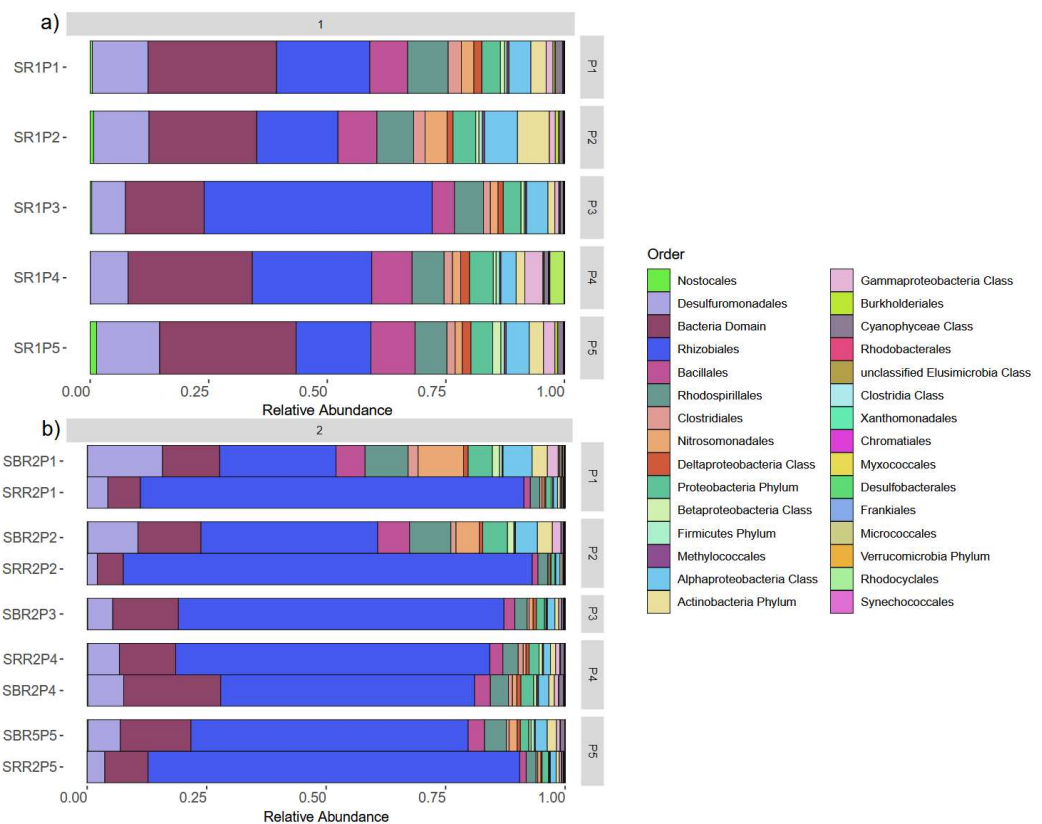 a)
1
SR1P1
P1
SR1P2
P2
SR1P3
P3
SR1P4
P4
SR1P5
P5
0.00 0.25 0.50 0.75 1.00
Relative Abundance
b)
2
SBR2P1
SRR2P1
P1
SBR2P2
SRR2P2
P2
SBR2P3
P3
SRR2P4
SBR2P4
P4
SBR5P5
SRR2P5
P5
0.00 0.25 0.50 0.75 1.00
Relative Abundance
Order
Nostocales
Desulfuromonadales
Bacteria Domain
Rhizobiales
Bacillales
Rhodospirillales
Clostridiales
Nitrosomonadales
Deltaproteobacteria Class
Proteobacteria Phylum
Betaproteobacteria Class
Firmicutes Phylum
Methylococcales
Alphaproteobacteria Class
Actinobacteria Phylum
Gammaproteobacteria Class
Burkholderiales
Cyanophyceae Class
Rhodobacterales
unclassified Elusimicrobia Class
Clostridia Class
Xanthomonadales
Chromatiales
Myxococcales
Desulfobacterales
Frankiales
Micrococcales
Verrucomicrobia Phylum
Rhodocyclales
Synechococcales